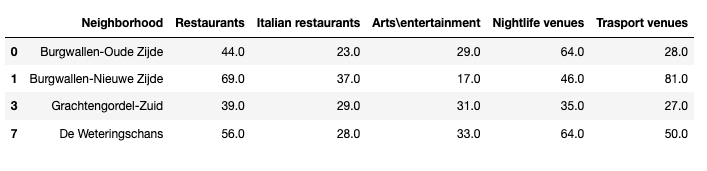 Neighborhood Restaurants Italian restaurants Arts\entertainment Nightlife venues Trasport venues
0 Burgwallen-Oude Zijde 44.0 23.0 29.0 64.0 28.0
1 Burgwallen-Nieuwe Zijde 69.0 37.0 17.0 46.0 81.0
3 Grachtengordel-Zuid 39.0 29.0 31.0 35.0 27.0
7 De Weteringschans 56.0 28.0 33.0 64.0 50.0